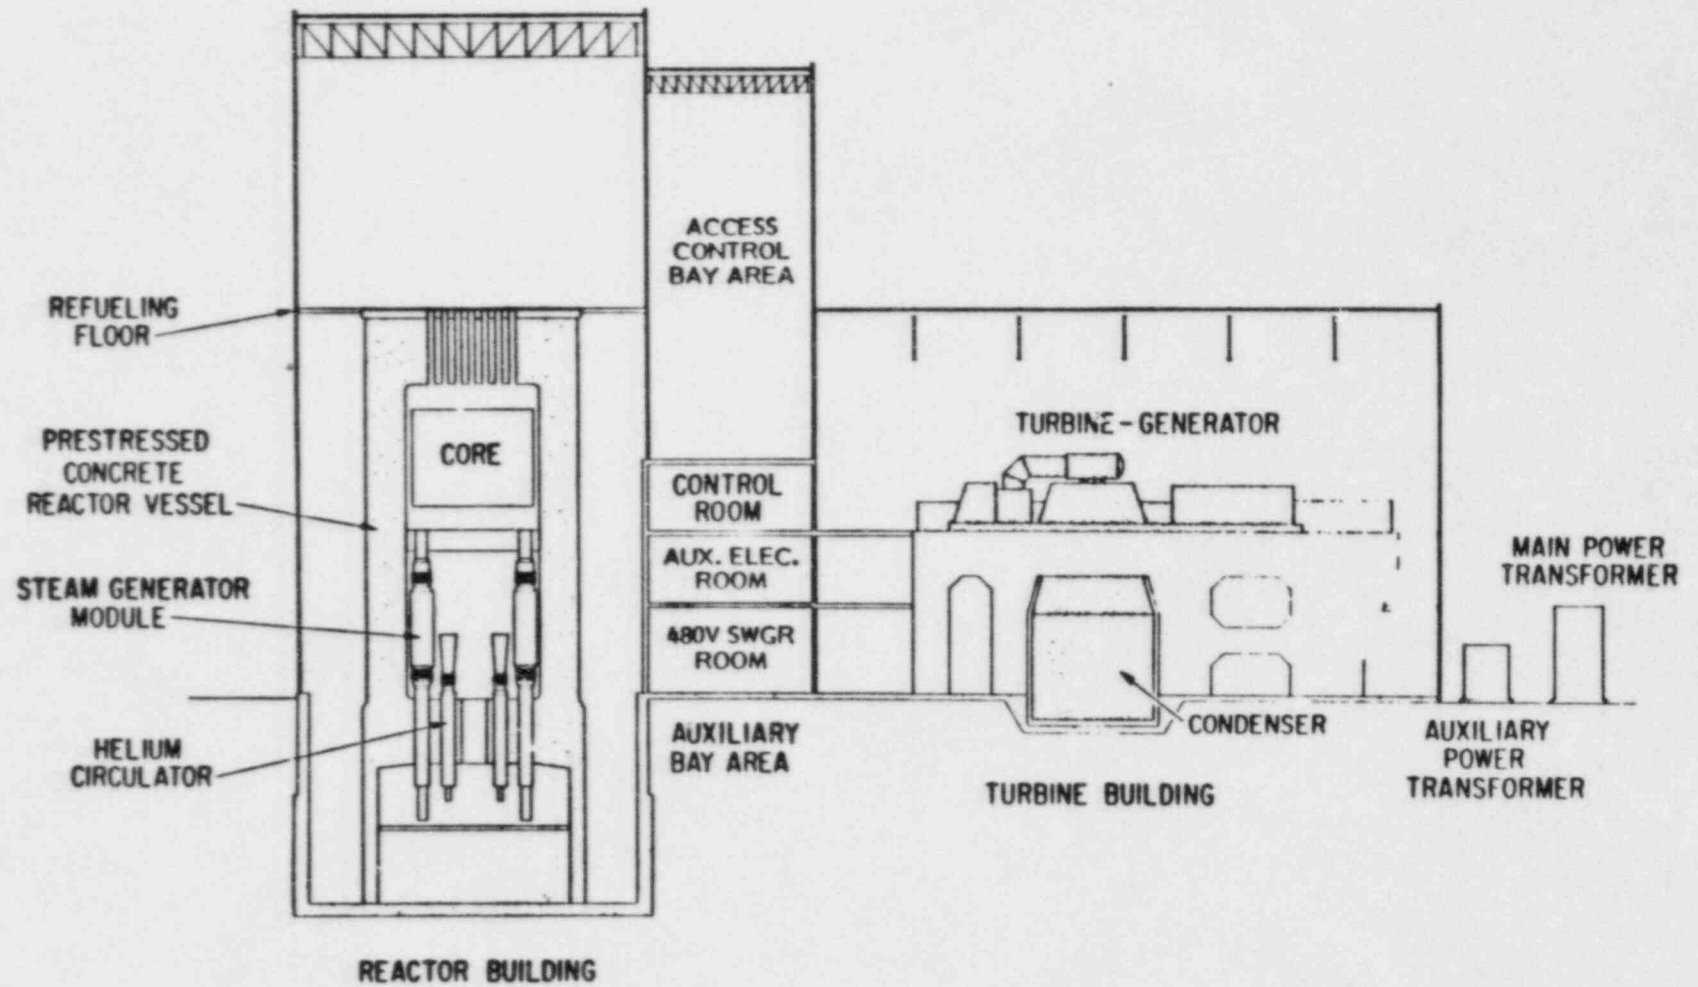 ACCESS
CONTROL
BAY AREA
REFUELING
FLOOR
PRESTRESSED
CONCRETE
REACTOR VESSEL
CORE
CONTROL
ROOM
TURBINE-GENERATOR
STEAM GENERATOR
MODULE
AUX. ELEC.
ROOM
480V SWGR
ROOM
MAIN POWER
TRANSFORMER
HELIUM
CIRCULATOR
AUXILIARY
BAY AREA
CONDENSER
AUXILIARY
POWER
TRANSFORMER
TURBINE BUILDING
REACTOR BUILDING